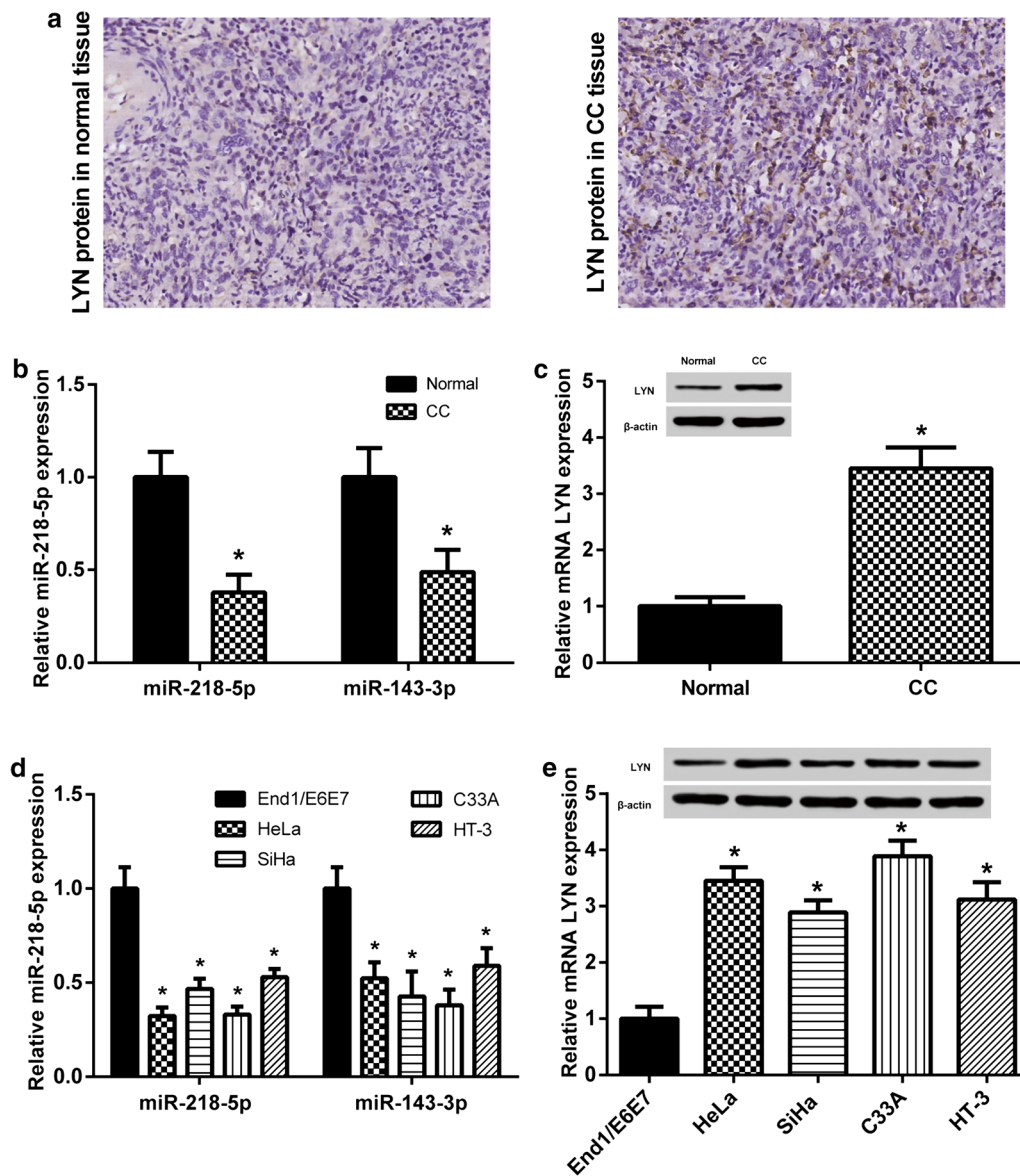 a
LYN protein in normal tissue
LYN protein in CC tissue
b
Relative miR-218-5p expression
1.5
1.0
0.5
0.0
Normal
CC
*
*
miR-218-5p
miR-143-3p
c
Relative mRNA LYN expression
5
4
3
2
1
0
Normal
CC
LYN
β-actin
*
Normal
CC
d
Relative miR-218-5p expression
1.5
1.0
0.5
0.0
End1/E6E7
HeLa
SiHa
C33A
HT-3
*
*
*
*
*
*
*
*
miR-218-5p
miR-143-3p
e
Relative mRNA LYN expression
5
4
3
2
1
0
LYN
β-actin
*
*
*
*
End1/E6E7
HeLa
SiHa
C33A
HT-3